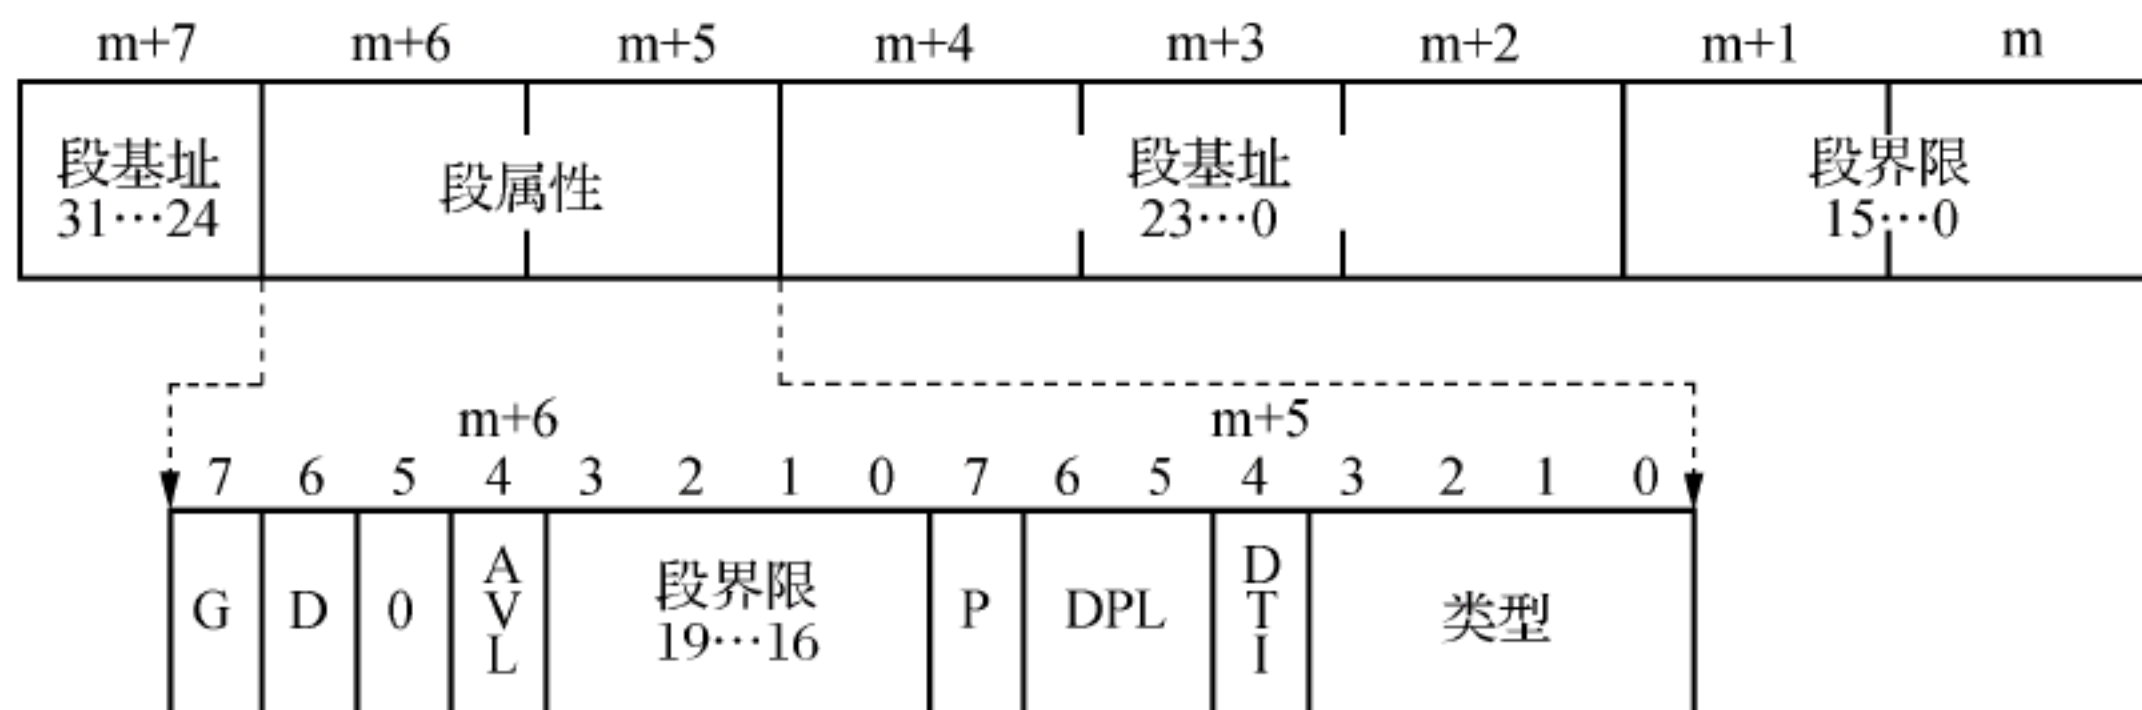 m+7 m+6 m+5 m+4 m+3 m+2 m+1 m
段基址 段属性 段基址 段界限
31…24 23…0 15…0
m+6 m+5
7 6 5 4 3 2 1 0 7 6 5 4 3 2 1 0
G D 0 AVL 段界限 P DPL DTI 类型
19…16